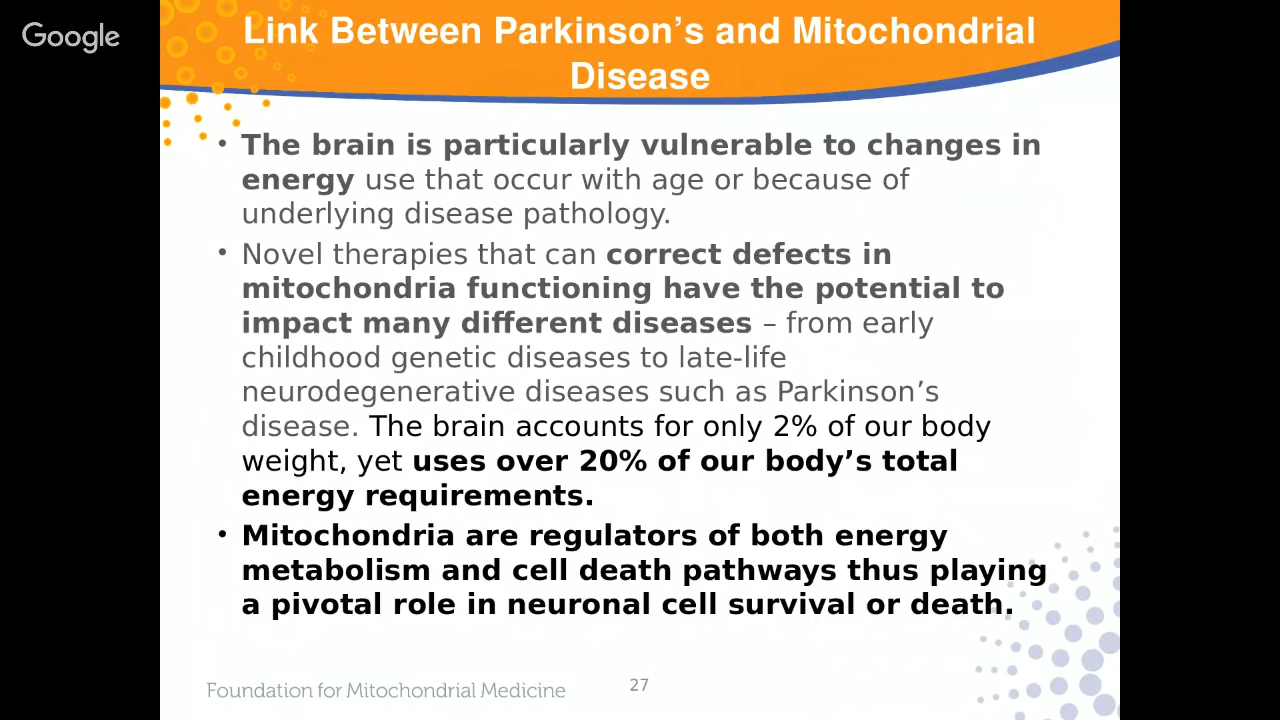 Google
Link Between Parkinson’s and Mitochondrial
Disease
• The brain is particularly vulnerable to changes in
energy use that occur with age or because of
underlying disease pathology.
• Novel therapies that can correct defects in
mitochondria functioning have the potential to
impact many different diseases – from early
childhood genetic diseases to late-life
neurodegenerative diseases such as Parkinson’s
disease. The brain accounts for only 2% of our body
weight, yet uses over 20% of our body’s total
energy requirements.
• Mitochondria are regulators of both energy
metabolism and cell death pathways thus playing
a pivotal role in neuronal cell survival or death.
Foundation for Mitochondrial Medicine
27